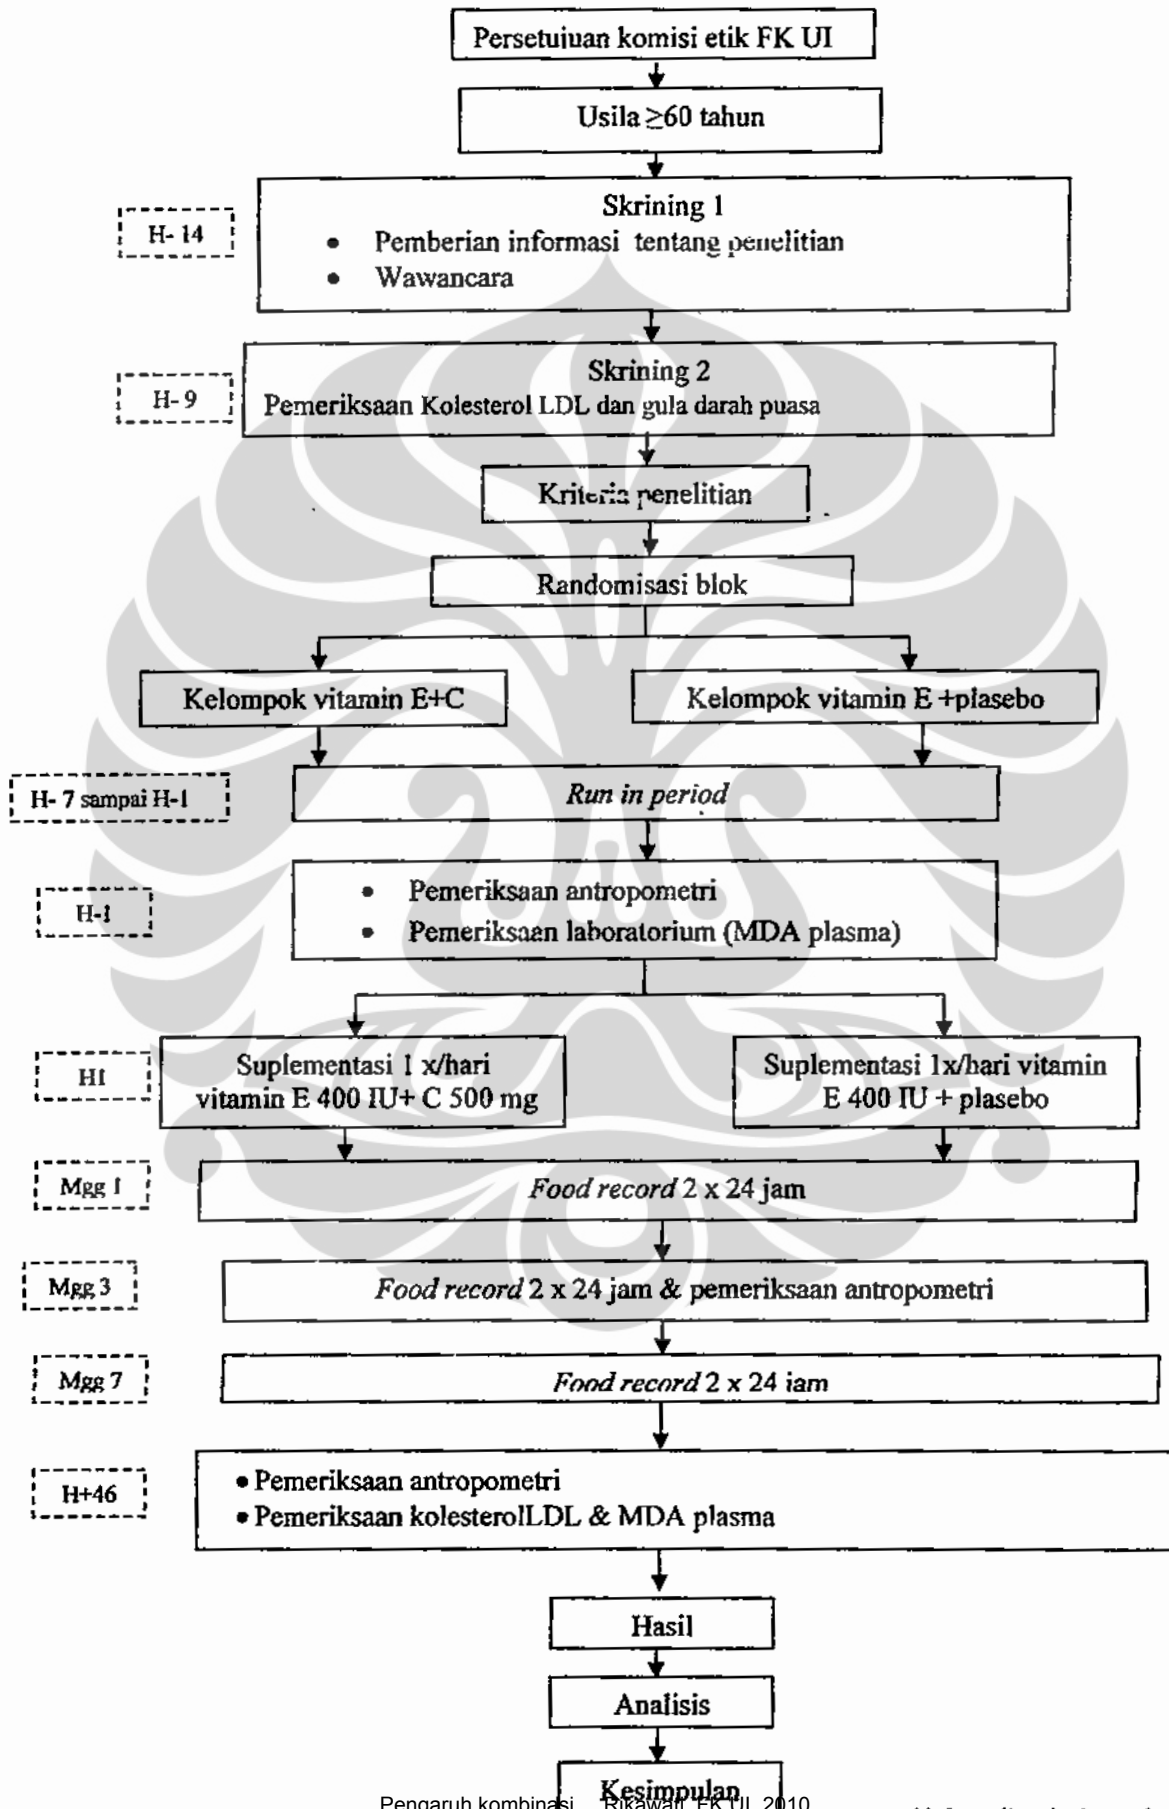 Persetujuan komisi etik FK UI
Usila ≥60 tahun
H- 14
Skrining 1
• Pemberian informasi tentang penelitian
• Wawancara
H- 9
Skrining 2
Pemeriksaan Kolesterol LDL dan gula darah puasa
Kriteria penelitian
Randomisasi blok
Kelompok vitamin E+C
Kelompok vitamin E +plasebo
H- 7 sampai H-1
Run in period
H-1
• Pemeriksaan antropometri
• Pemeriksaan laboratorium (MDA plasma)
H1
Suplementasi 1 x/hari
vitamin E 400 IU+ C 500 mg
Suplementasi 1x/hari vitamin
E 400 IU + plasebo
Mgg 1
Food record 2 x 24 jam
Mgg 3
Food record 2 x 24 jam & pemeriksaan antropometri
Mgg 7
Food record 2 x 24 jam
H+46
• Pemeriksaan antropometri
• Pemeriksaan kolesterolLDL & MDA plasma
Hasil
Analisis
Kesimpulan
Pengaruh kombinasi... Rikawati, FK UI, 2010